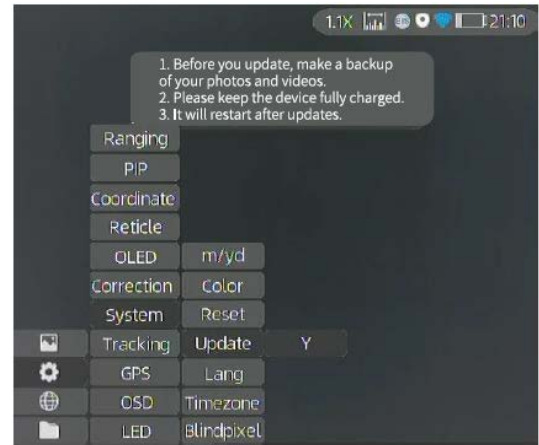 1.1X 21:10
1. Before you update, make a backup
of your photos and videos.
2. Please keep the device fully charged.
3. It will restart after updates.
Ranging
PIP
Coordinate
Reticle
OLED m/yd
Correction Color
System Reset
Tracking Update Y
GPS Lang
OSD Timezone
LED Blindpixel